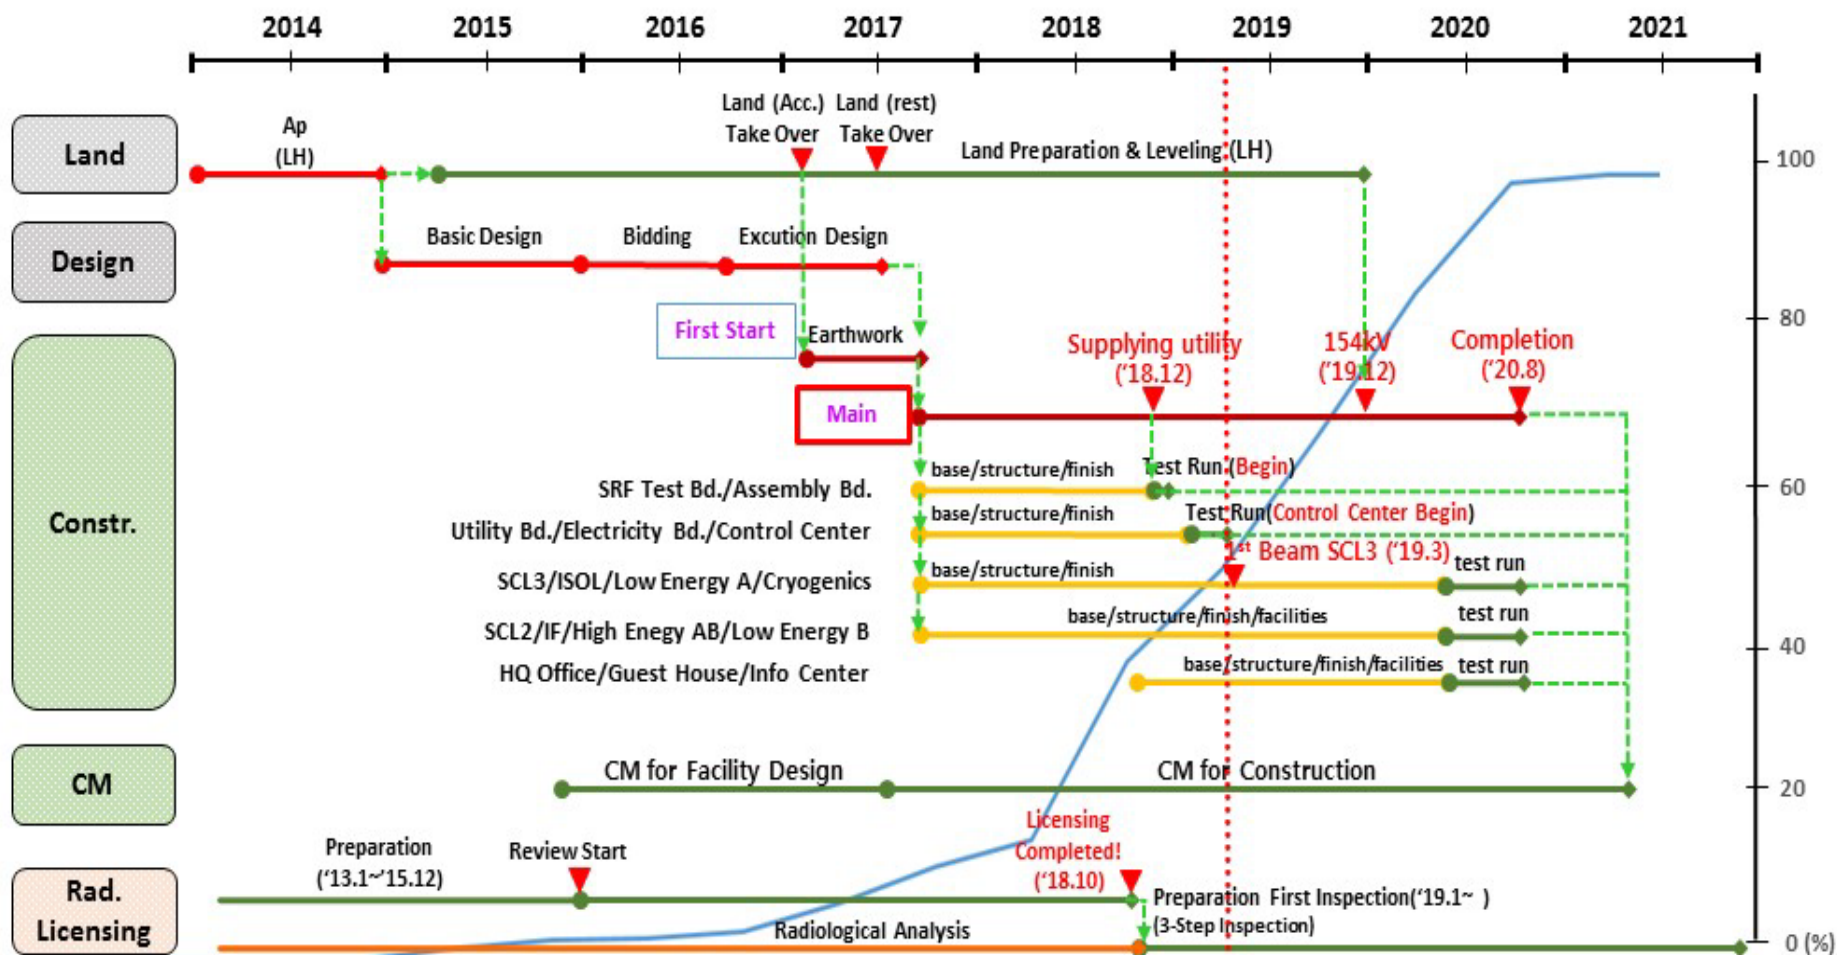 2014 2015 2016 2017 2018 2019 2020 2021
Land
Ap
(LH)
Land (Acc.)
Take Over
Land (rest)
Take Over
Land Preparation & Leveling (LH)
100
Design
Basic Design
Bidding
Excution Design
First Start
Earthwork
80
Supplying utility
(‘18.12)
154kV
(‘19.12)
Completion
(‘20.8)
Main
Constr.
base/structure/finish
Test Run (Begin)
SRF Test Bd./Assembly Bd.
60
base/structure/finish
Test Run(Control Center Begin)
Utility Bd./Electricity Bd./Control Center
1st Beam SCL3 (‘19.3)
base/structure/finish
test run
SCL3/ISOL/Low Energy A/Cryogenics
base/structure/finish/facilities
test run
SCL2/IF/High Enegy AB/Low Energy B
40
base/structure/finish/facilities
test run
HQ Office/Guest House/Info Center
CM
CM for Facility Design
CM for Construction
20
Rad.
Licensing
Preparation
(‘13.1~’15.12)
Review Start
Licensing
Completed!
(‘18.10)
Preparation First Inspection(‘19.1~ )
(3-Step Inspection)
Radiological Analysis
0 (%)